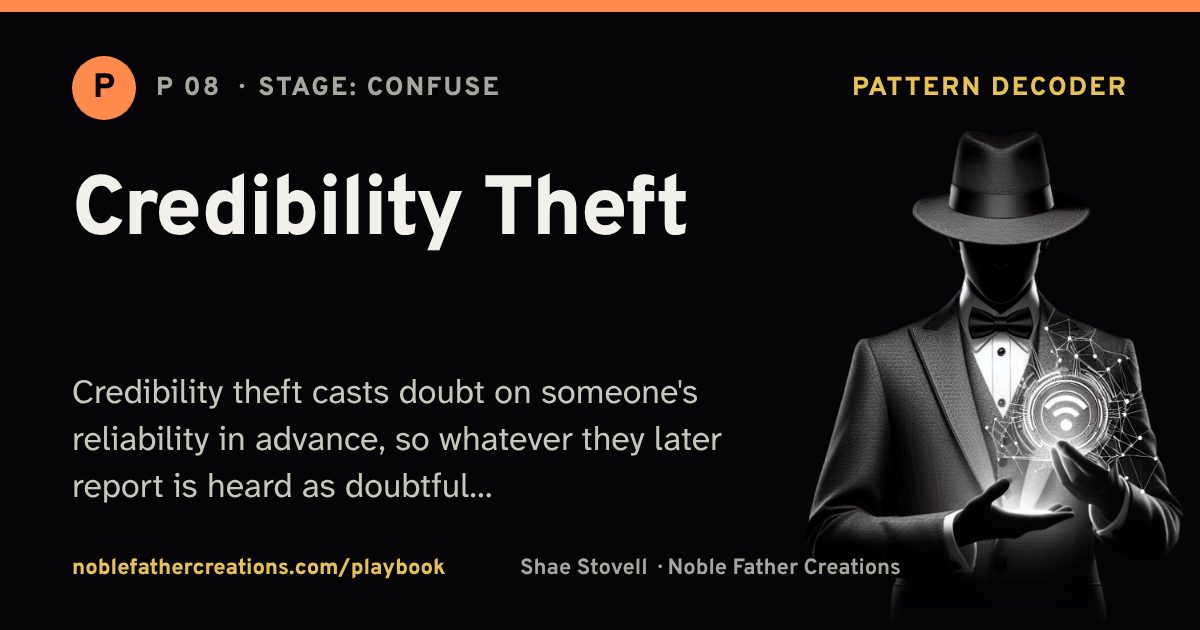 P
P 08 · STAGE: CONFUSE
PATTERN DECODER
Credibility Theft
Credibility theft casts doubt on someone's
reliability in advance, so whatever they later
report is heard as doubtful...
noblefathercreations.com/playbook
Shae Stovell · Noble Father Creations